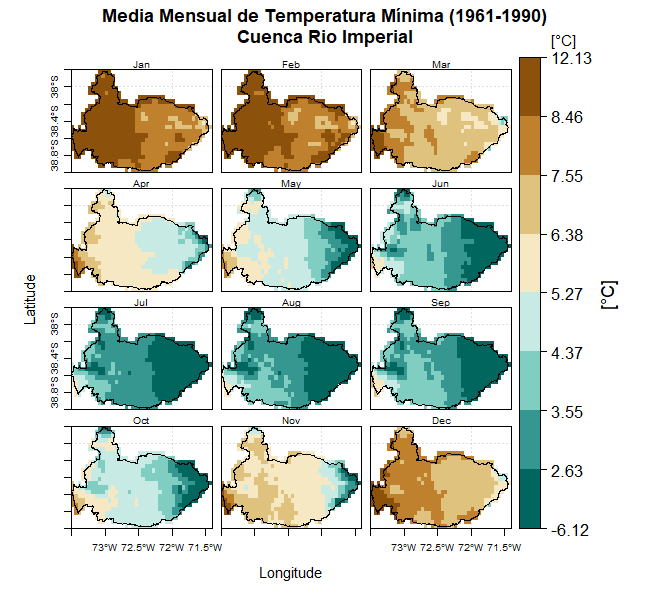 Media Mensual de Temperatura Mínima (1961-1990)
Cuenca Río Imperial
[°C]
Jan Feb Mar
38.8°S 38.4°S 38°S
Apr May Jun
Jul Aug Sep
38.8°S 38.4°S 38°S
Oct Nov Dec
73°W 72.5°W 72°W 71.5°W
73°W 72.5°W 72°W 71.5°W
Longitude
Latitude
12.13
8.46
7.55
6.38
5.27
4.37
3.55
2.63
-6.12
[°C]